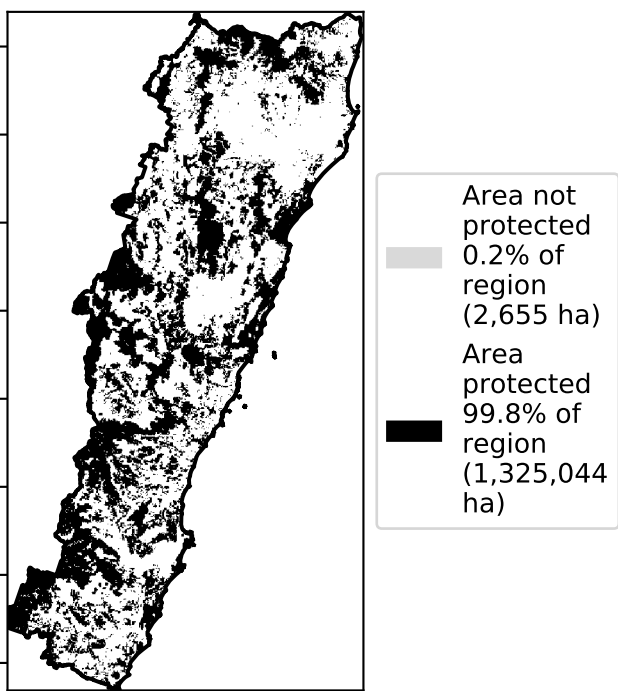 Area not
protected
0.2% of
region
(2,655 ha)
Area
protected
99.8% of
region
(1,325,044
ha)